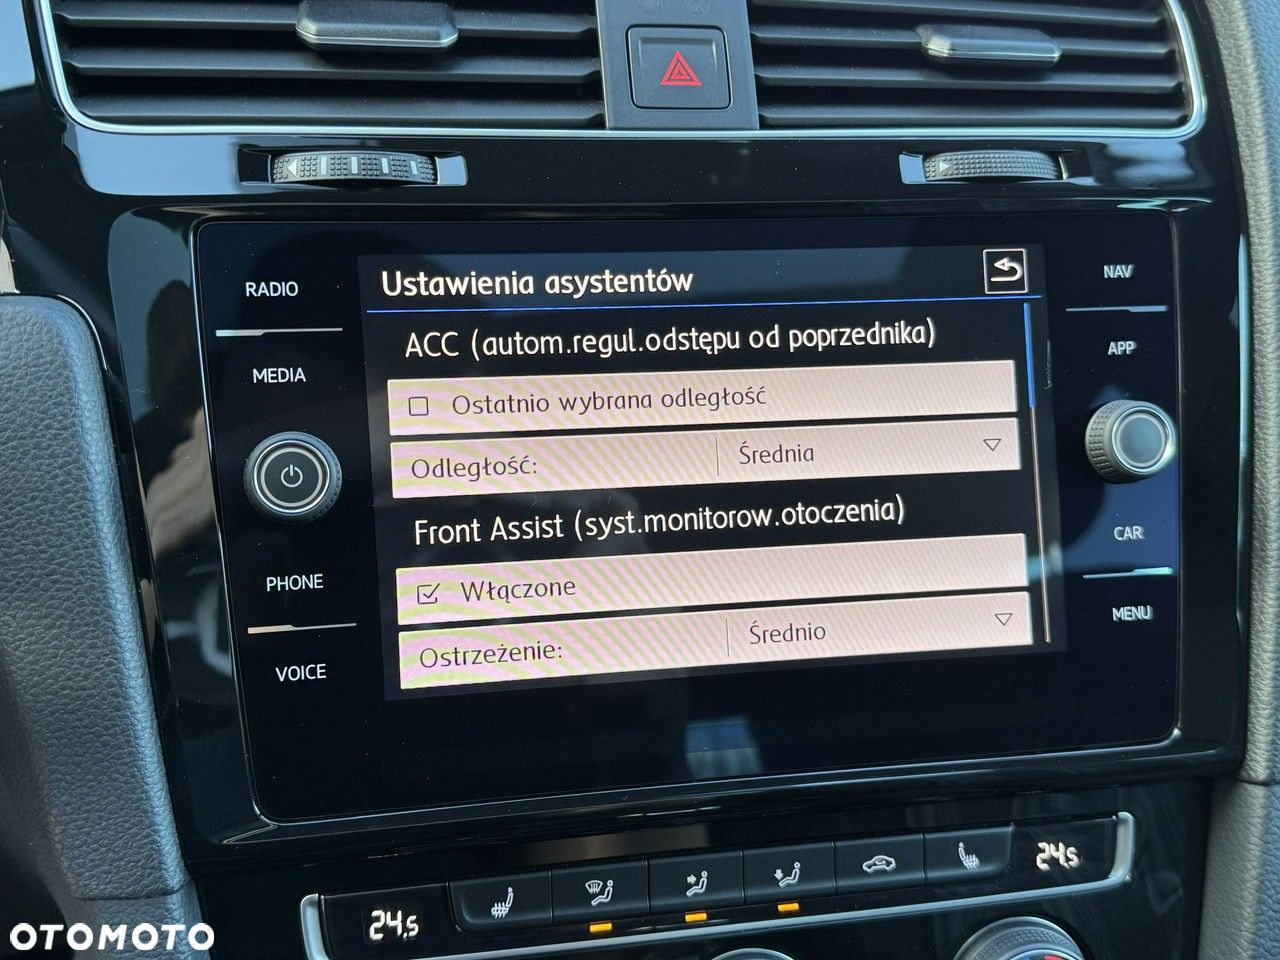 RADIO
MEDIA
PHONE
VOICE
Ustawienia asystentów
ACC (autom.regul.odstępu od poprzednika)
Ostatnio wybrana odległość
Odległość: Średnia
Front Assist (syst.monitorow.otoczenia)
Włączone
Ostrzeżenie: Średnio
NAV
APP
CAR
MENU
24,5
24,5
OTOMOTO